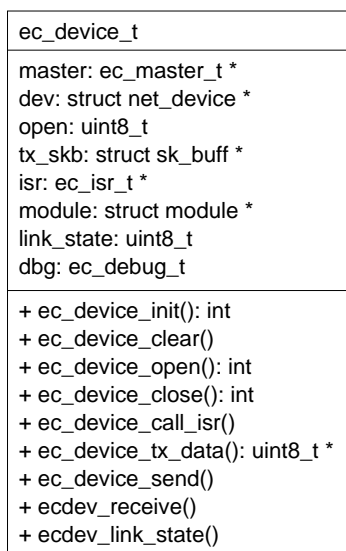 ec_device_t
master: ec_master_t *
dev: struct net_device *
open: uint8_t
tx_skb: struct sk_buff *
isr: ec_isr_t *
module: struct module *
link_state: uint8_t
dbg: ec_debug_t
+ ec_device_init(): int
+ ec_device_clear()
+ ec_device_open(): int
+ ec_device_close(): int
+ ec_device_call_isr()
+ ec_device_tx_data(): uint8_t *
+ ec_device_send()
+ ecdev_receive()
+ ecdev_link_state()